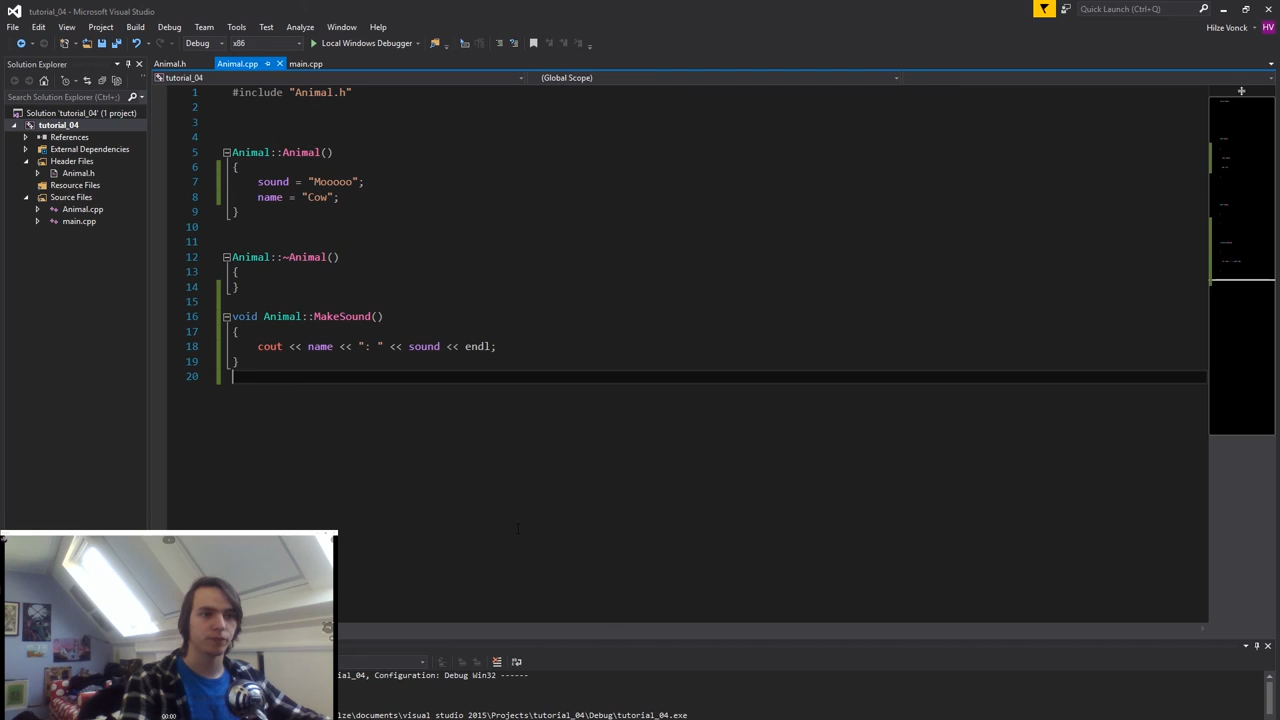 tutorial_04 - Microsoft Visual Studio
Quick Launch (Ctrl+Q)
File Edit View Project Build Debug Team Tools Test Analyze Window Help
Hilze Vonck HV
Debug x86 Local Windows Debugger
Solution Explorer
Animal.h Animal.cpp main.cpp
tutorial_04 (Global Scope)
Search Solution Explorer (Ctrl+;)
Solution 'tutorial_04' (1 project)
tutorial_04
References
External Dependencies
Header Files
Animal.h
Resource Files
Source Files
Animal.cpp
main.cpp
1 #include "Animal.h"
2
3
4
5 Animal::Animal()
6 {
7 sound = "Mooooo";
8 name = "Cow";
9 }
10
11
12 Animal::~Animal()
13 {
14 }
15
16 void Animal::MakeSound()
17 {
18 cout << name << ": " << sound << endl;
19 }
20
rial_04, Configuration: Debug Win32 ------
lze\documents\visual studio 2015\Projects\tutorial_04\Debug\tutorial_04.exe
00:00